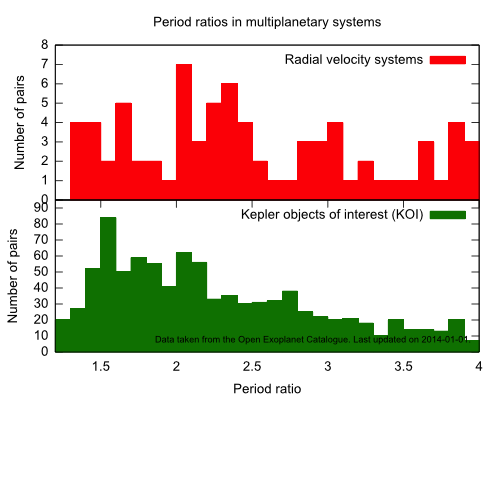 Period ratios in multiplanetary systems
8
7
6
5
4
3
2
1
0
Number of pairs
Radial velocity systems
90
80
70
60
50
40
30
20
10
0
Number of pairs
Kepler objects of interest (KOI)
Data taken from the Open Exoplanet Catalogue. Last updated on 2014-01-01
1.5 2 2.5 3 3.5 4
Period ratio